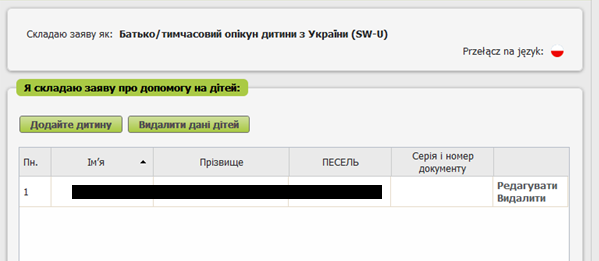 Складаю заяву як: Батько/тимчасовий опікун дитини з України (SW-U)
Przełącz na język:
Я складаю заяву про допомогу на дітей:
Додайте дитину Видалити дані дітей
Пн. Ім'я Прізвище ПЕСЕЛЬ Серія і номер
документу
1 Редагувати
Видалити